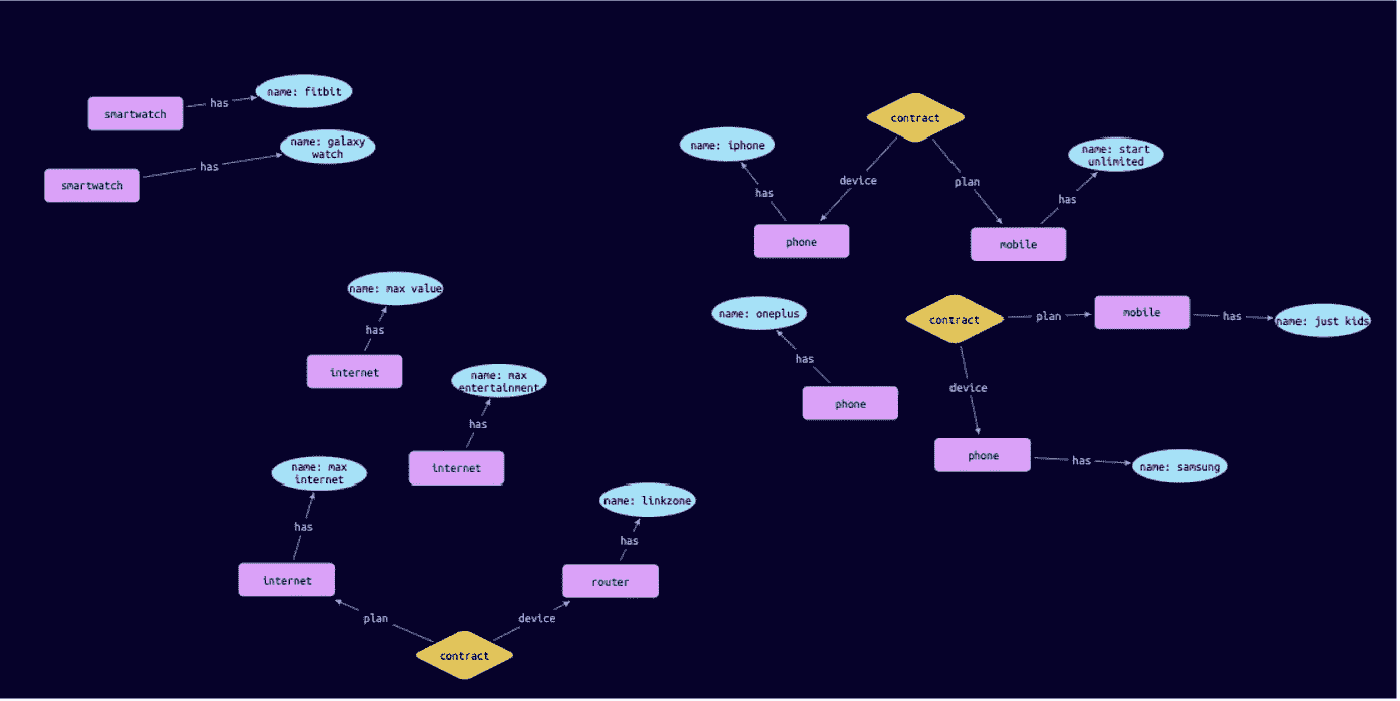 smartwatch
has
name: fitbit
smartwatch
has
name: galaxy
watch
name: max value
has
internet
name: max
entertainment
has
internet
name: max
internet
has
internet
plan
contract
device
router
has
name: linkzone
contract
device
plan
name: iphone
has
phone
mobile
has
name: start
unlimited
name: oneplus
has
phone
contract
plan
mobile
has
name: just kids
device
phone
has
name: samsung